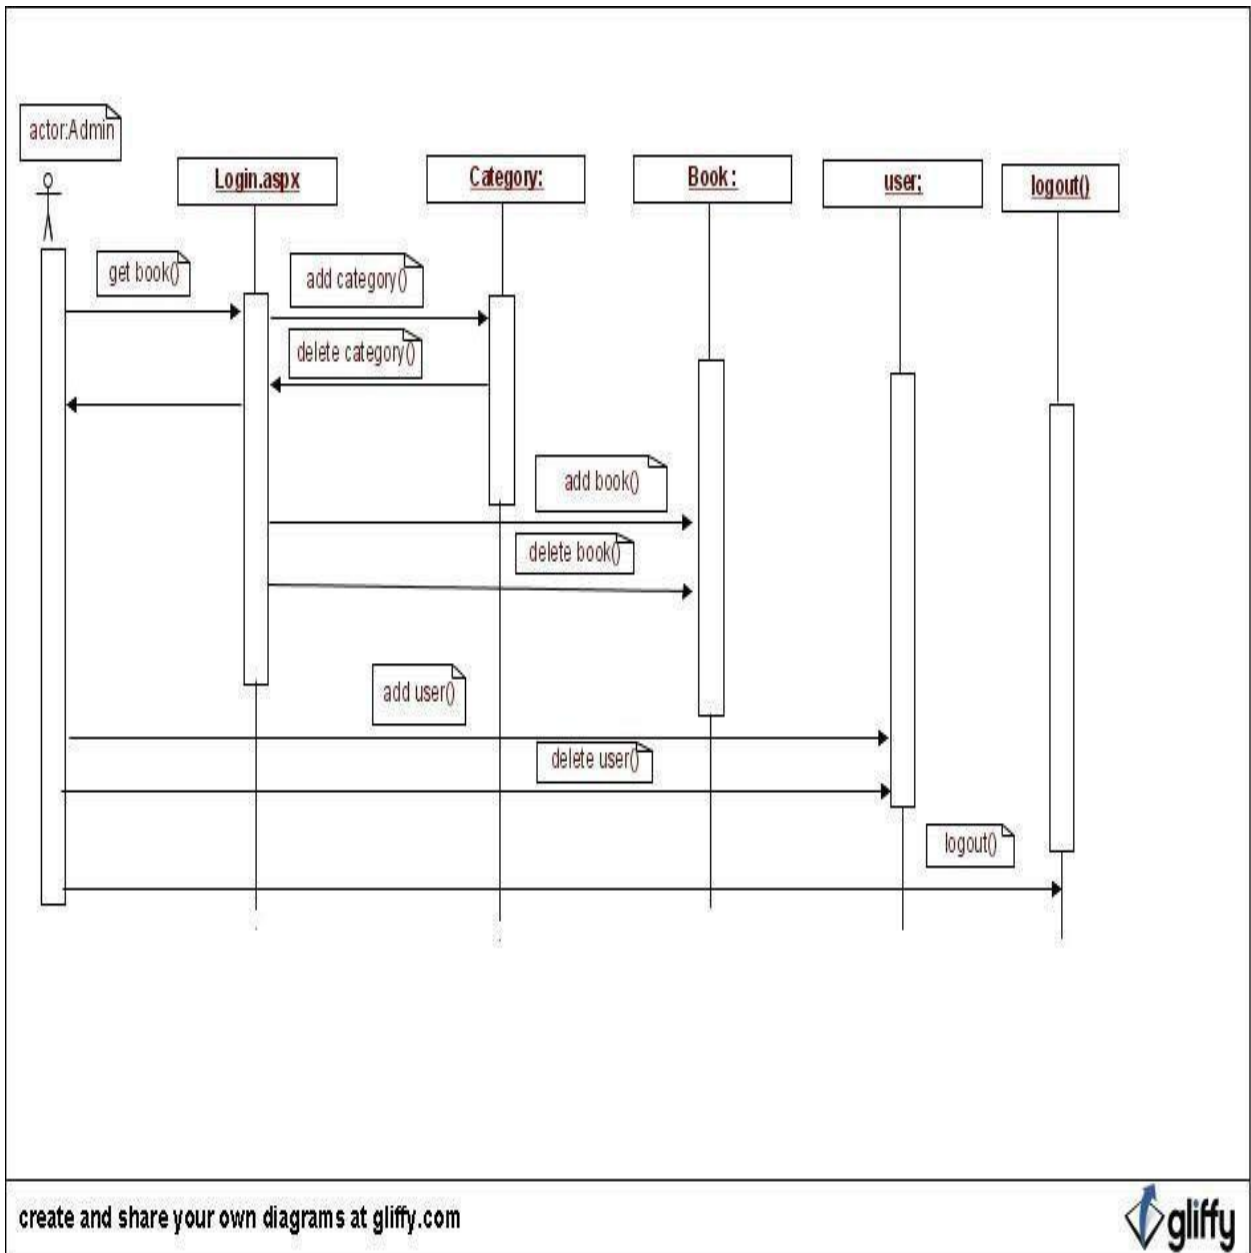 actor:Admin
Login.aspx
Category:
Book :
user;
logout()
get book()
add category()
delete category()
add book()
delete book()
add user()
delete user()
logout()
create and share your own diagrams at gliffy.com
gliffy